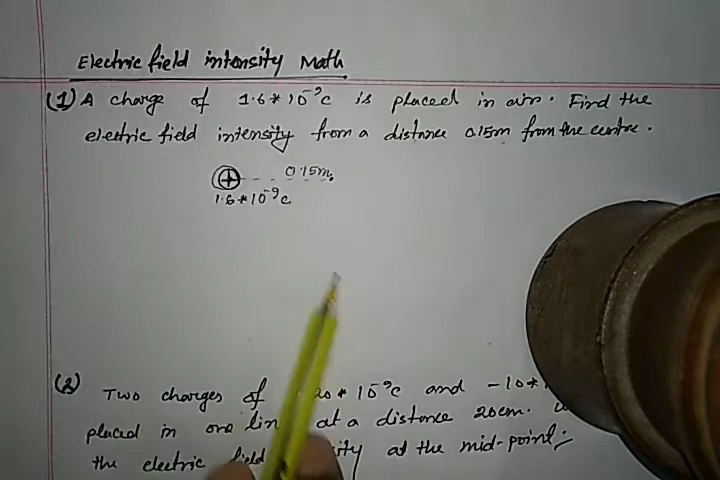 Electric field intensity Math
(1) A charge of 1.6*10⁻⁹c is placed in air. Find the
electric field intensity from a distance 0.15m from the centre.
+ 0.15m
1.6*10⁻⁹c
(2) Two charges of 20*10⁻⁹c and -10*
placed in one at a distance 20cm.
the electric at the mid-point: